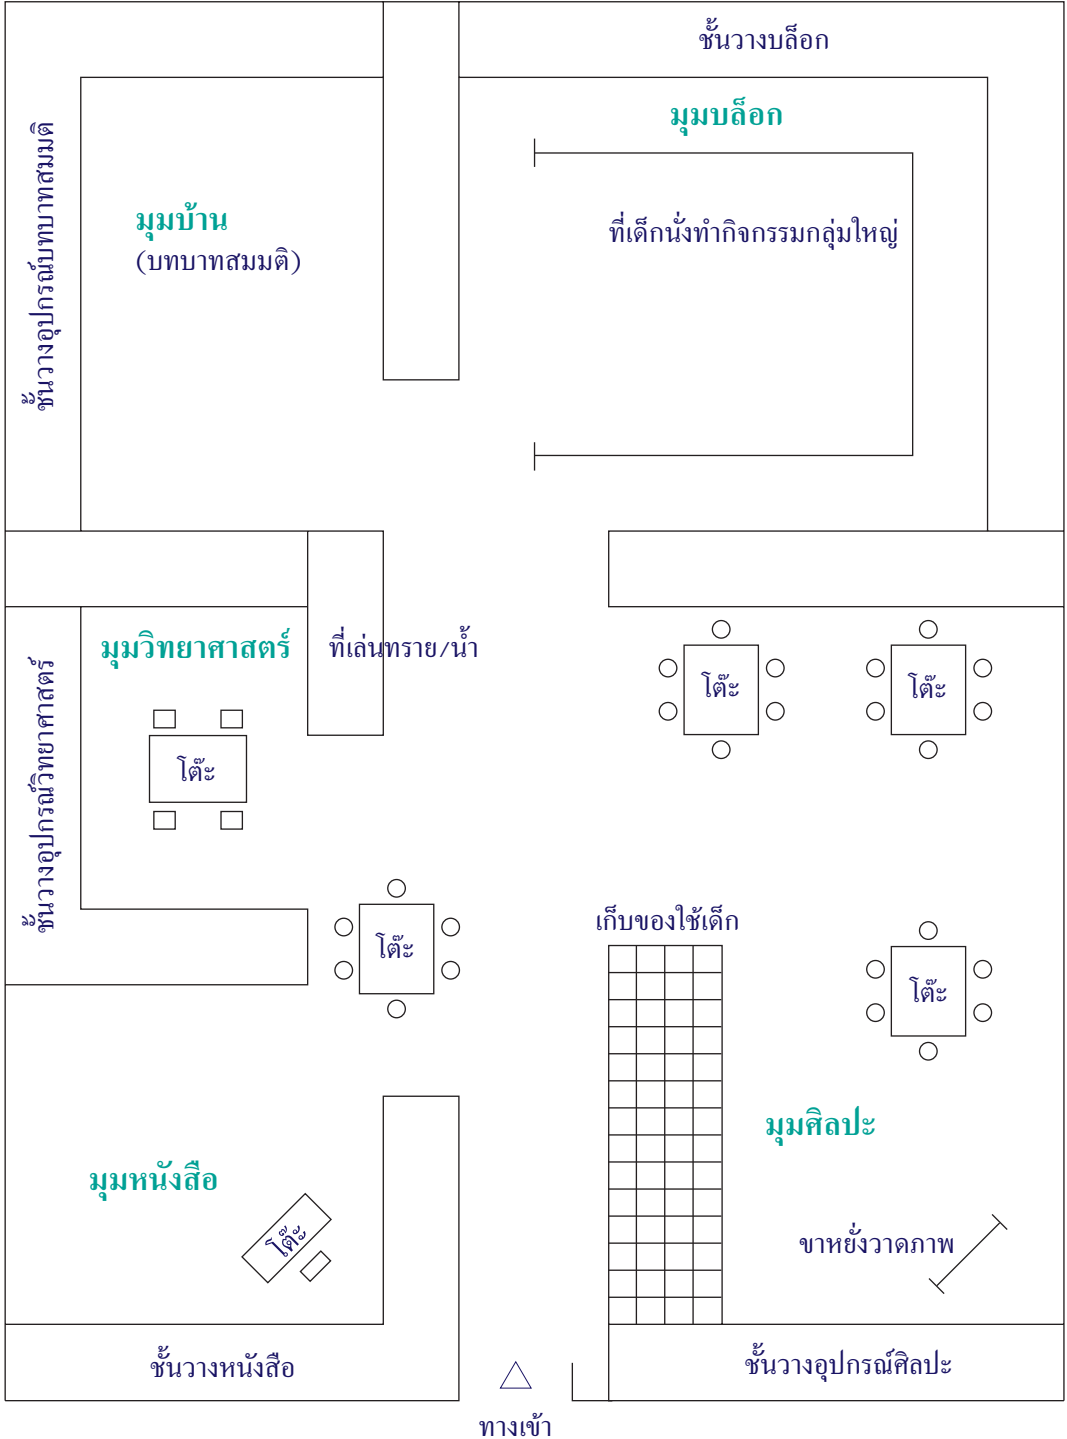 ชั้นวางบล็อก
มุมบล็อก
ที่เด็กนั่งทำกิจกรรมกลุ่มใหญ่
ชั้นวางอุปกรณ์บทบาทสมมติ
มุมบ้าน
(บทบาทสมมติ)
มุมวิทยาศาสตร์
ที่เล่นทราย/น้ำ
โต๊ะ
โต๊ะ
ชั้นวางอุปกรณ์วิทยาศาสตร์
โต๊ะ
โต๊ะ
เก็บของใช้เด็ก
โต๊ะ
มุมศิลปะ
มุมหนังสือ
โต๊ะ
ขาหยั่งวาดภาพ
ชั้นวางหนังสือ
ชั้นวางอุปกรณ์ศิลปะ
ทางเข้า